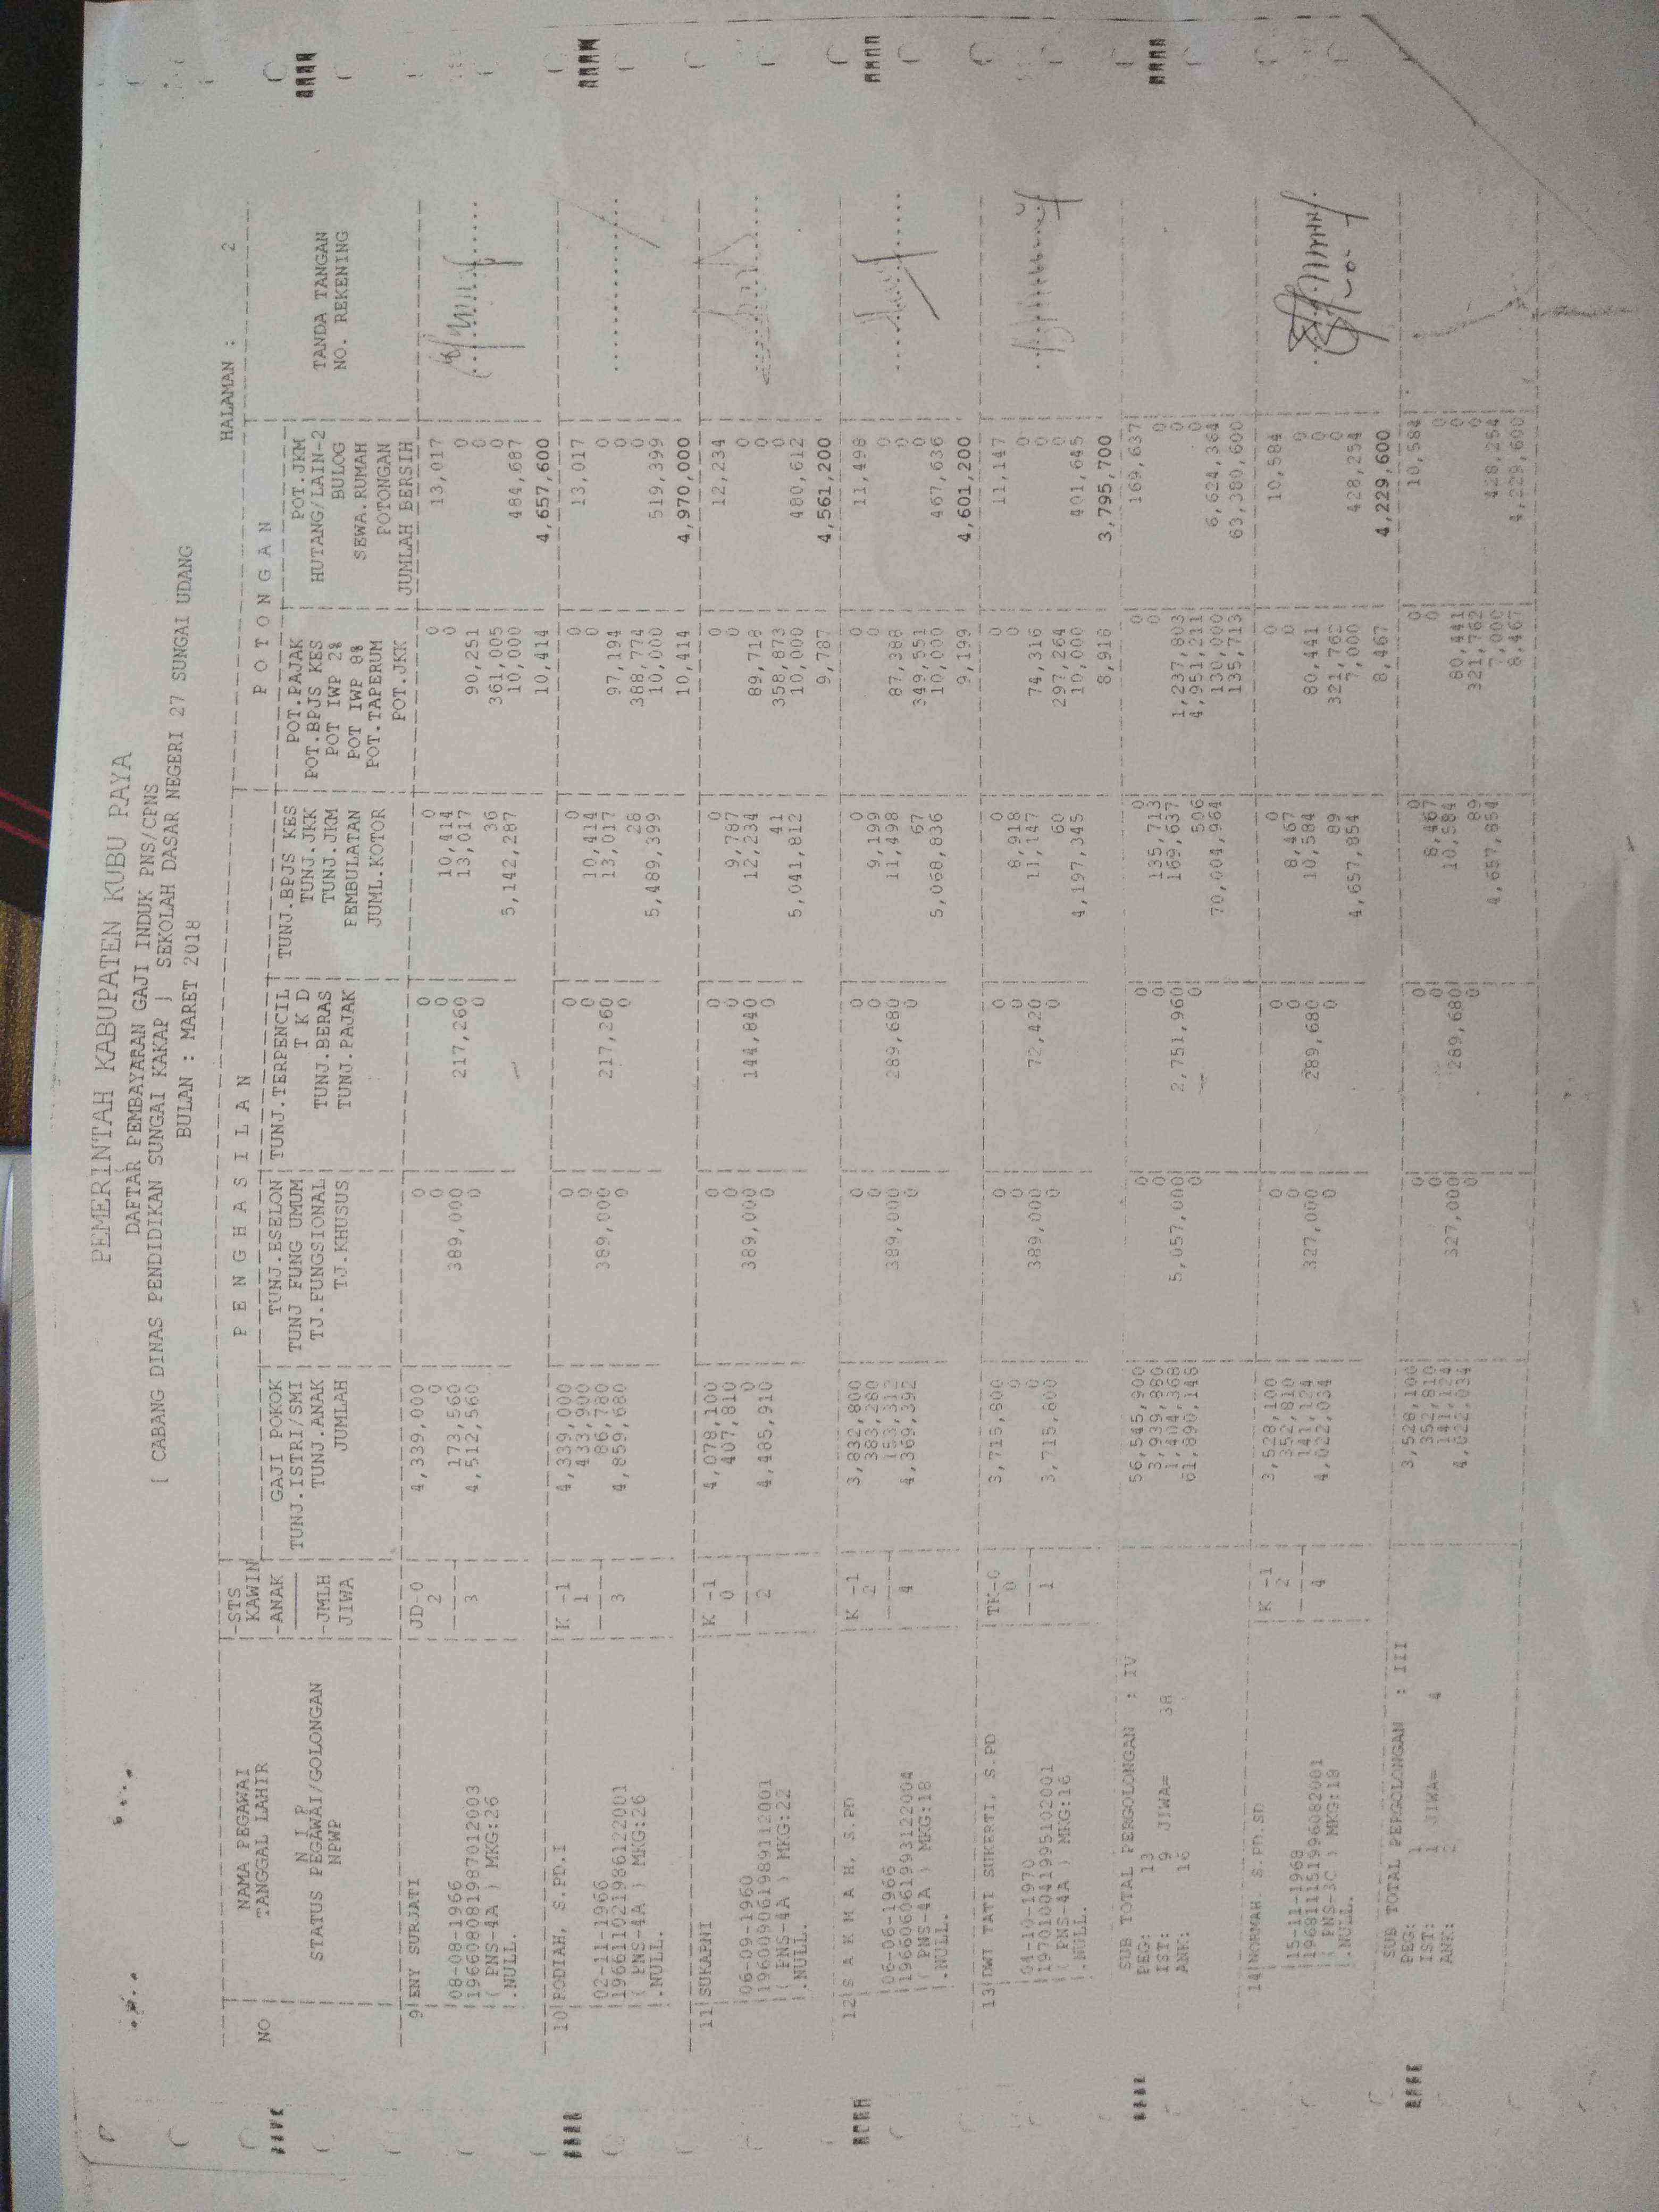 PEMERINTAH KABUPATEN KUBU RAYA
DAFTAR PEMBAYARAN GAJI INDUK PNS/CPNS
[ CABANG DINAS PENDIDIKAN SUNGAI KAKAP ] SEKOLAH DASAR NEGERI 27 SUNGAI UDANG
BULAN : MARET 2018
HALAMAN : 2
P E N G H A S I L A N P O T O N G A N
NO NAMA PEGAWAI -STS GAJI POKOK TUNJ.ESELON TUNJ.TERPENCIL TUNJ.BPJS KES POT.PAJAK POT.JKM TANDA TANGAN
TANGGAL LAHIR KAWIN TUNJ.ISTRI/SMI TUNJ FUNG UMUM T K D TUNJ.JKK POT.BPJS KES HUTANG/LAIN-2 NO. REKENING
N I P -ANAK TUNJ.ANAK TJ.FUNGSIONAL TUNJ.BERAS TUNJ.JKM POT IWP 2% BULOG
STATUS PEGAWAI/GOLONGAN -JMLH JUMLAH TJ.KHUSUS TUNJ.PAJAK PEMBULATAN POT IWP 8% SEWA.RUMAH
NPWP JIWA JUML.KOTOR POT.TAPERUM POTONGAN
POT.JKK JUMLAH BERSIH
9 ENY SURJATI JD-0 4,339,000 0 0 0 0 13,017
2 0 0 0 10,414 0 0
08-08-1966 173,560 389,000 217,260 13,017 90,251 0
196608081987012003 3 4,512,560 0 0 36 361,005 0
( PNS-4A ) MKG:26 5,142,287 10,000 484,687
.NULL. 10,414 4,657,600
10 PODIAH, S.PD.I K -1 4,339,000 0 0 0 0 13,017
1 433,900 0 0 10,414 0 0
02-11-1966 86,780 389,000 217,260 13,017 97,194 0
196611021986122001 3 4,859,680 0 0 28 388,774 0
( PNS-4A ) MKG:26 5,489,399 10,000 519,399
.NULL. 10,414 4,970,000
11 SUKARNI K -1 4,078,100 0 0 0 0 12,234
0 407,810 0 0 9,787 0 0
06-09-1960 0 389,000 144,840 12,234 89,718 0
196009061989112001 2 4,485,910 0 0 41 358,873 0
( PNS-4A ) MKG:22 5,041,812 10,000 480,612
.NULL. 9,787 4,561,200
12 S A K M A H, S.PD K -1 3,832,800 0 0 0 0 11,498
2 383,280 0 0 9,199 0 0
06-06-1966 153,312 389,000 289,680 11,498 87,388 0
196606061993122004 4 4,369,392 0 0 67 349,551 0
( PNS-4A ) MKG:18 5,068,836 10,000 467,636
.NULL. 9,199 4,601,200
13 DWI TATI SUKERTI, S.PD TK-0 3,715,800 0 0 0 0 11,147
0 0 0 0 8,918 0 0
04-10-1970 0 389,000 72,420 11,147 74,316 0
197010041995102001 1 3,715,800 0 0 60 297,264 0
( PNS-4A ) MKG:16 4,197,345 10,000 401,645
.NULL. 8,918 3,795,700
SUB TOTAL PERGOLONGAN : IV 56,545,900 0 0 0 0 169,637
PEG: 13 3,939,880 0 0 135,713 0 0
IST: 9 JIWA= 38 1,404,368 5,057,000 2,751,960 169,637 1,237,803 0
ANK: 16 61,890,148 0 0 506 4,951,211 0
70,004,964 130,000 6,624,364
135,713 63,380,600
14 NORMAH. S.Pd.SD K -1 3,528,100 0 0 0 0 10,584
2 352,810 0 0 8,467 0 0
15-11-1968 141,124 327,000 289,680 10,584 80,441 0
196811151996082001 4 4,022,034 0 0 89 321,762 0
( PNS-3C ) MKG:18 4,657,854 7,000 428,254
.NULL. 8,467 4,229,600
SUB TOTAL PERGOLONGAN : III 3,528,100 0 0 0 0 10,584
PEG: 1 352,810 0 0 8,467 0 0
IST: 1 JIWA= 4 141,124 327,000 289,680 10,584 80,441 0
ANK: 2 4,022,034 0 0 89 321,762 0
4,657,854 7,000 428,254
8,467 4,229,600